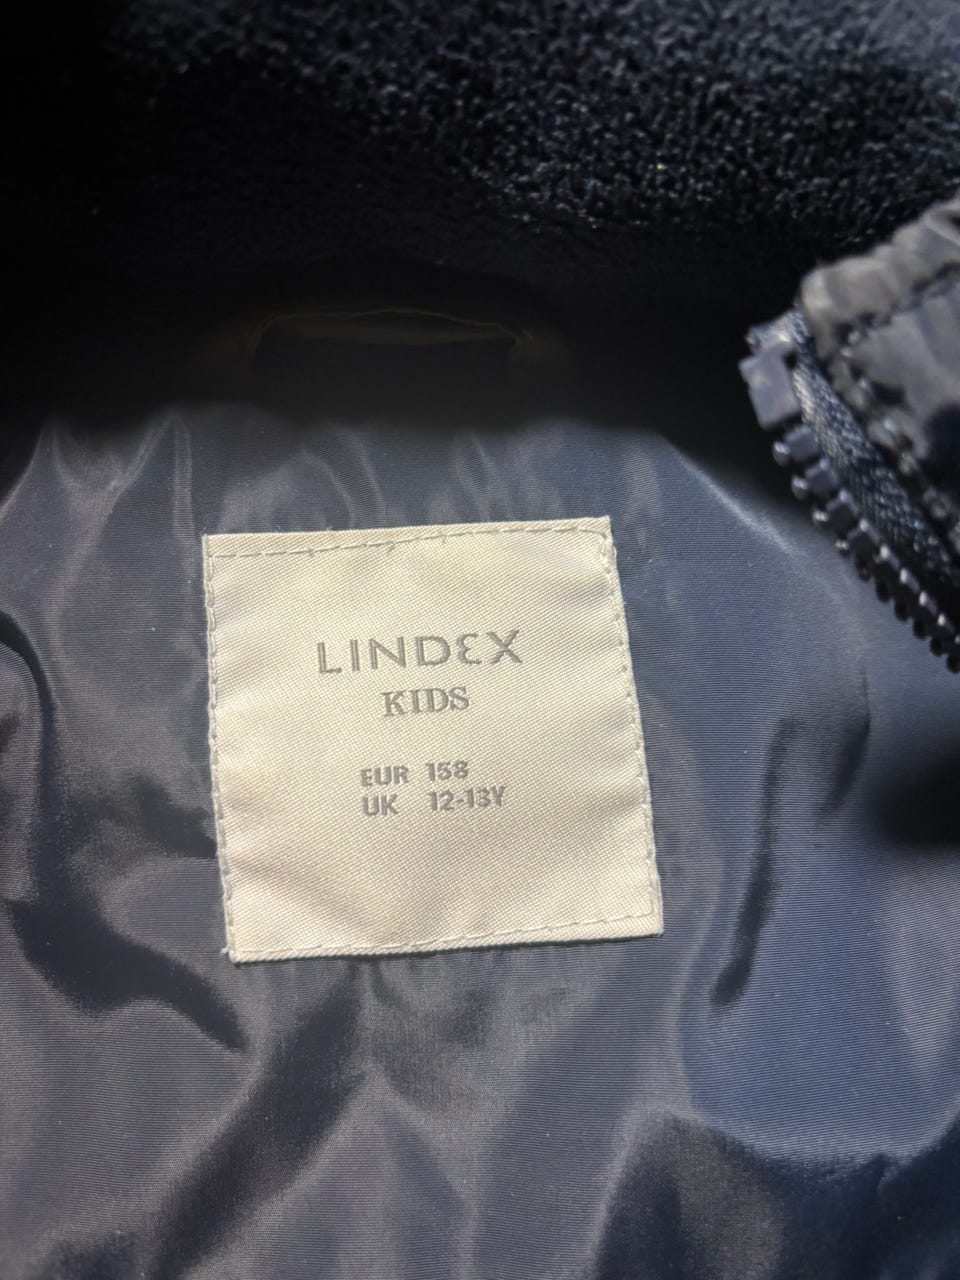 LINDEX
KIDS
EUR 158
UK 12-13Y